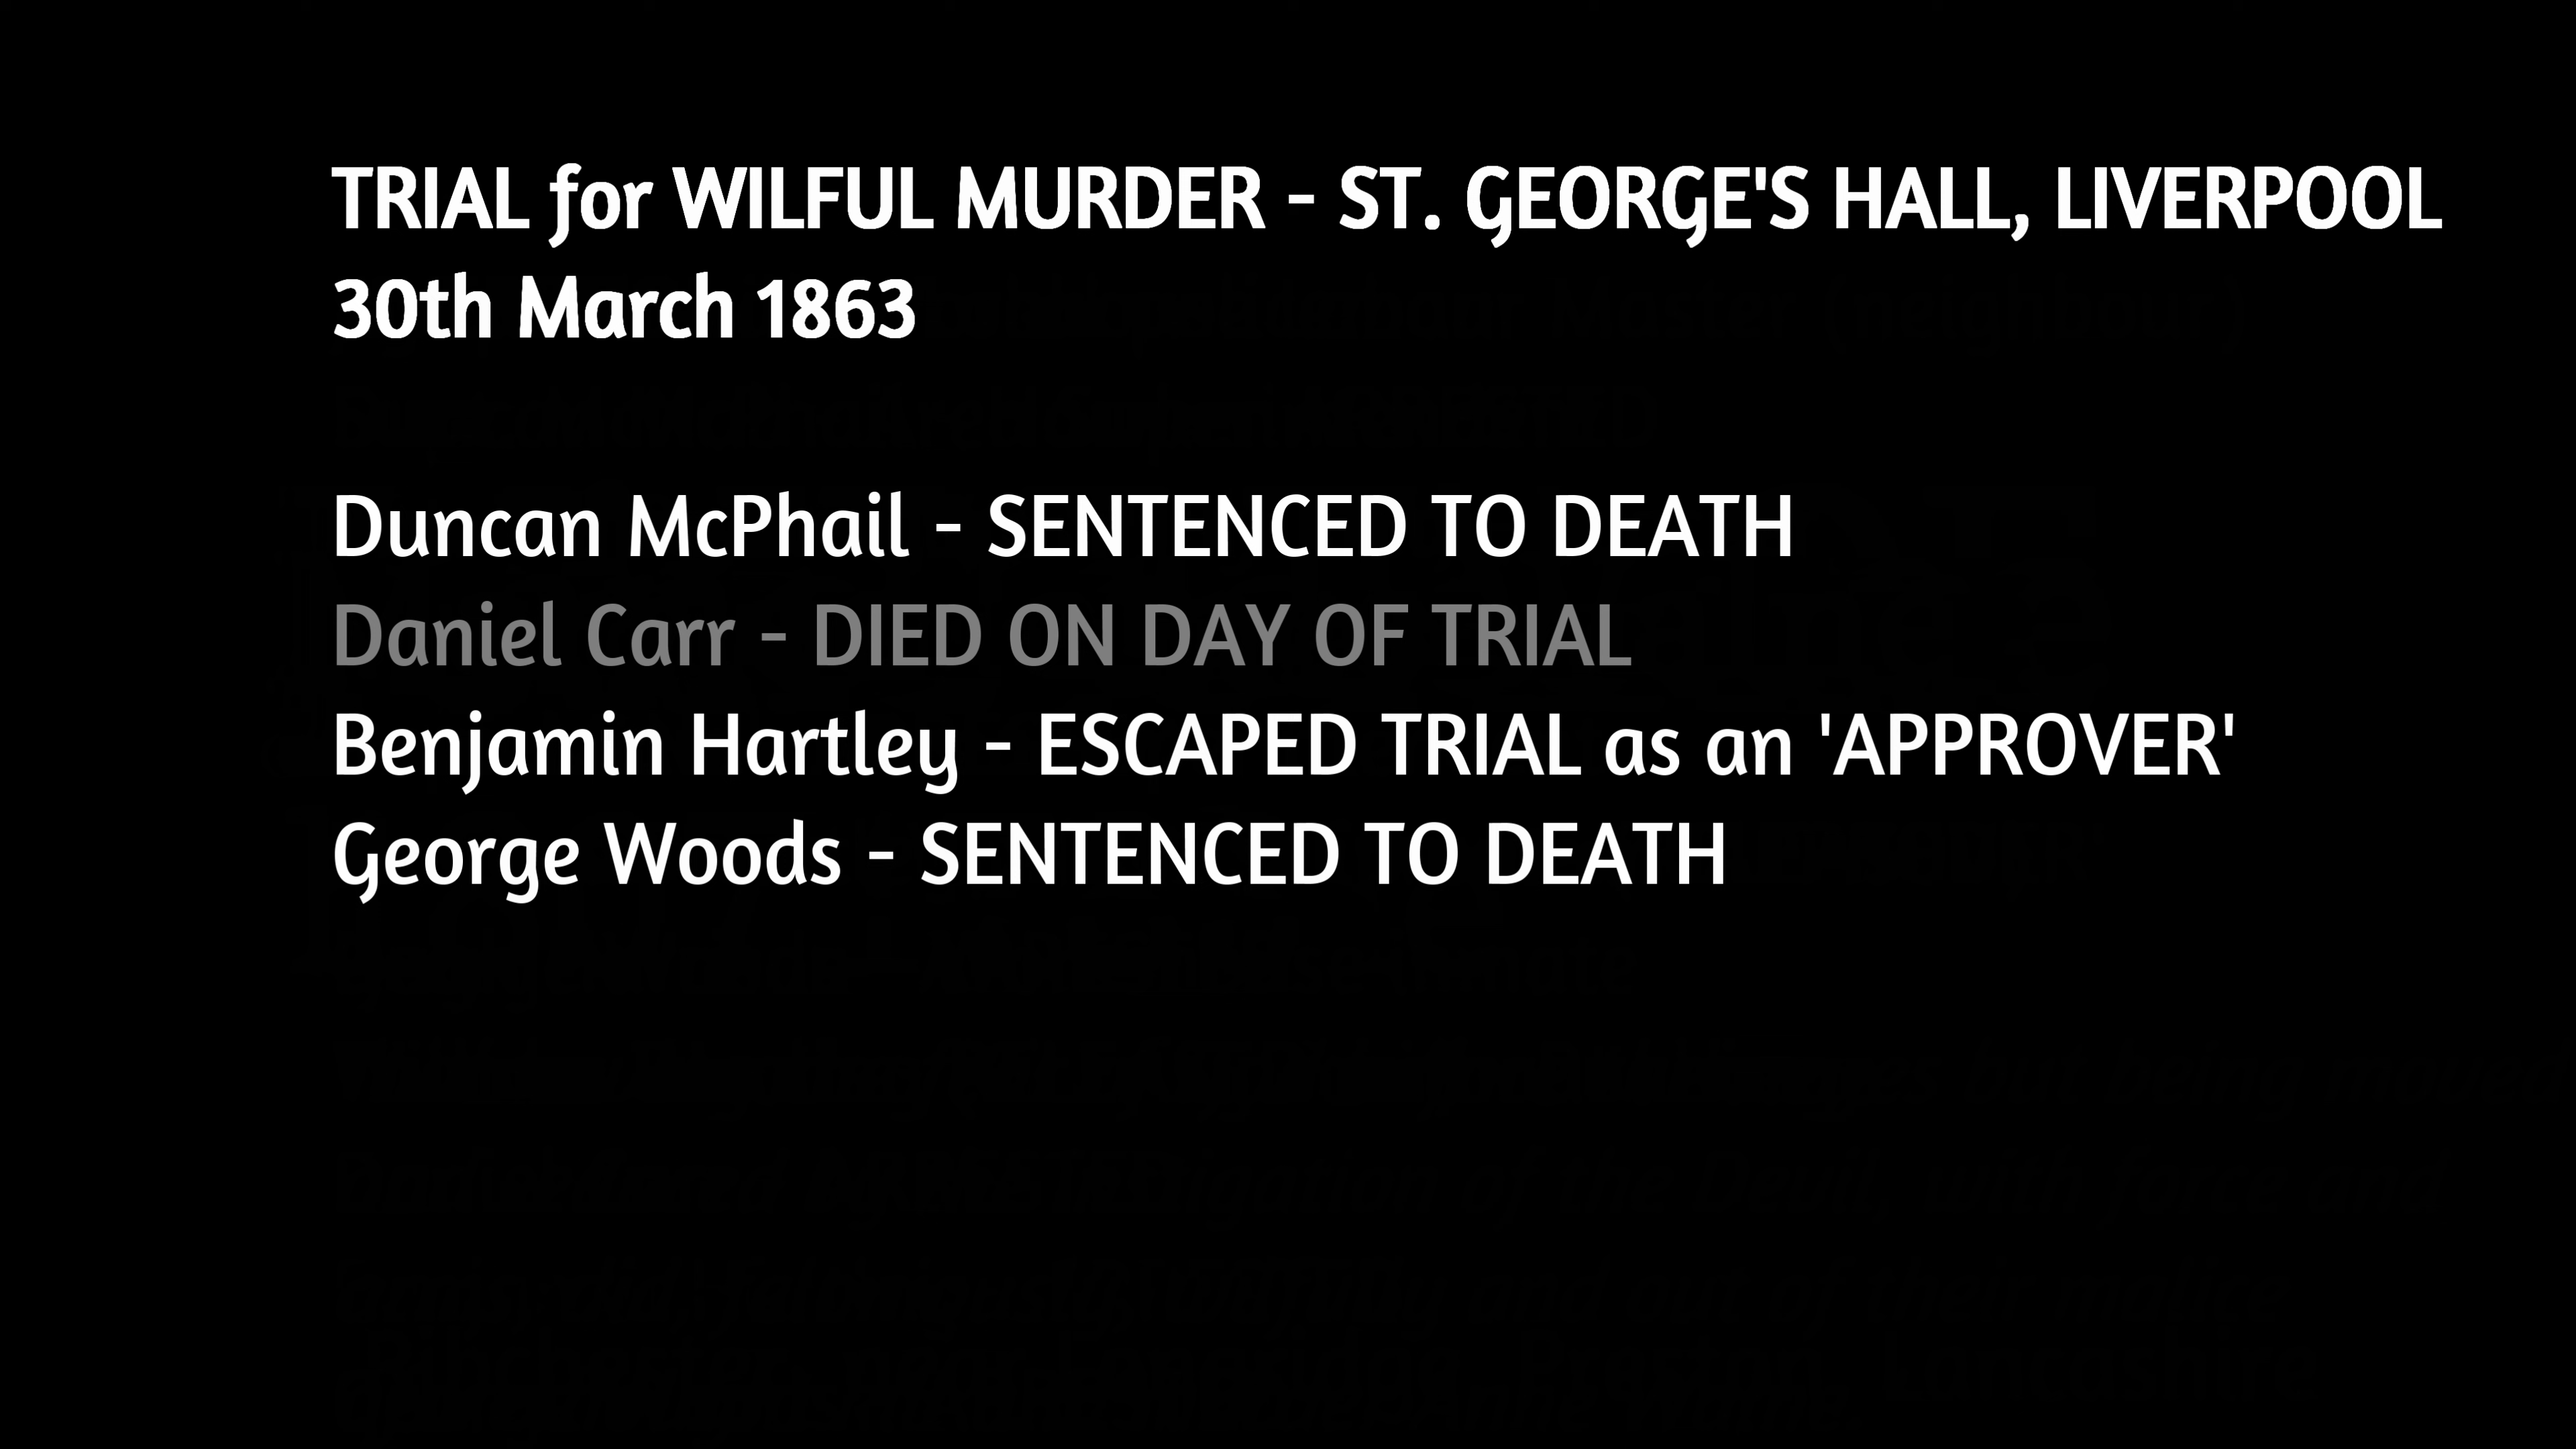 TRIAL for WILFUL MURDER - ST. GEORGE'S HALL, LIVERPOOL
30th March 1863
Duncan McPhail - SENTENCED TO DEATH
Daniel Carr - DIED ON DAY OF TRIAL
Benjamin Hartley - ESCAPED TRIAL as an 'APPROVER'
George Woods - SENTENCED TO DEATH